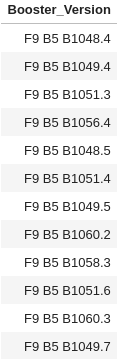 Booster_Version
F9 B5 B1048.4
F9 B5 B1049.4
F9 B5 B1051.3
F9 B5 B1056.4
F9 B5 B1048.5
F9 B5 B1051.4
F9 B5 B1049.5
F9 B5 B1060.2
F9 B5 B1058.3
F9 B5 B1051.6
F9 B5 B1060.3
F9 B5 B1049.7